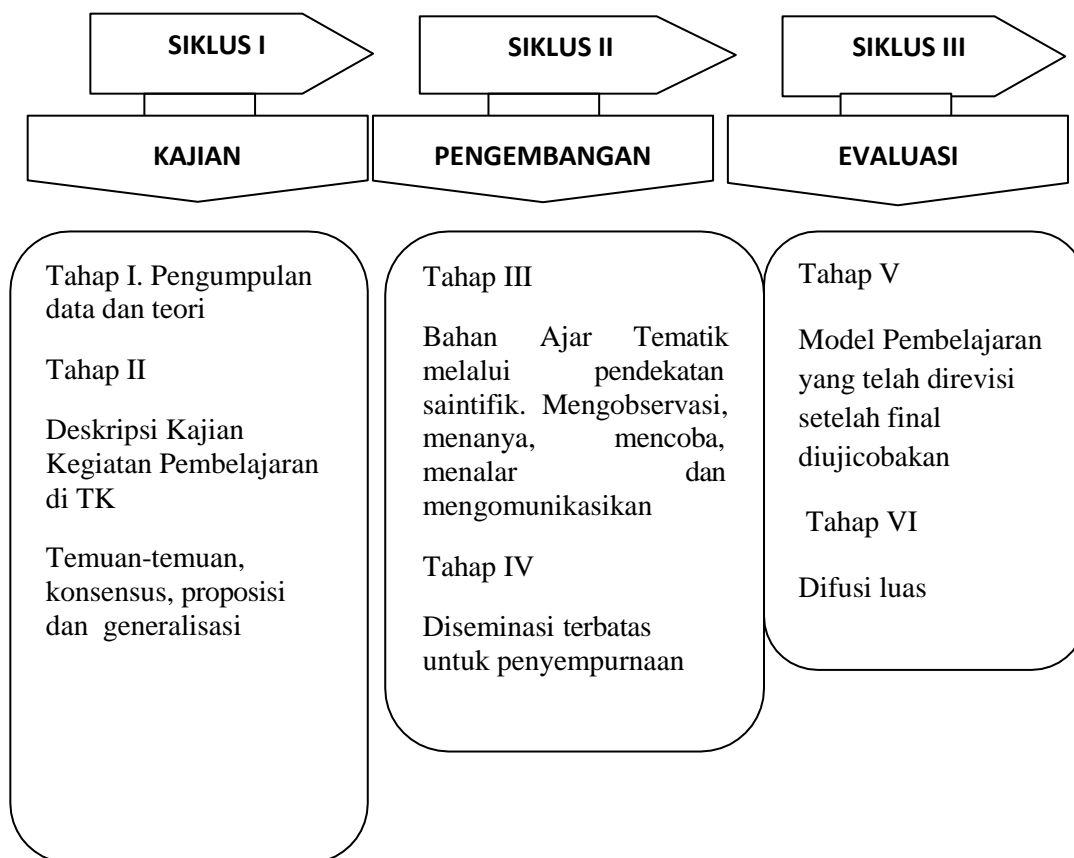 SIKLUS I
SIKLUS II
SIKLUS III
KAJIAN
PENGEMBANGAN
EVALUASI
Tahap I. Pengumpulan
data dan teori
Tahap II
Deskripsi Kajian
Kegiatan Pembelajaran
di TK
Temuan-temuan,
konsensus, proposisi
dan generalisasi
Tahap III
Bahan Ajar Tematik
melalui pendekatan
saintifik. Mengobservasi,
menanya, mencoba,
menalar dan
mengomunikasikan
Tahap IV
Diseminasi terbatas
untuk penyempurnaan
Tahap V
Model Pembelajaran
yang telah direvisi
setelah final
diujicobakan
Tahap VI
Difusi luas